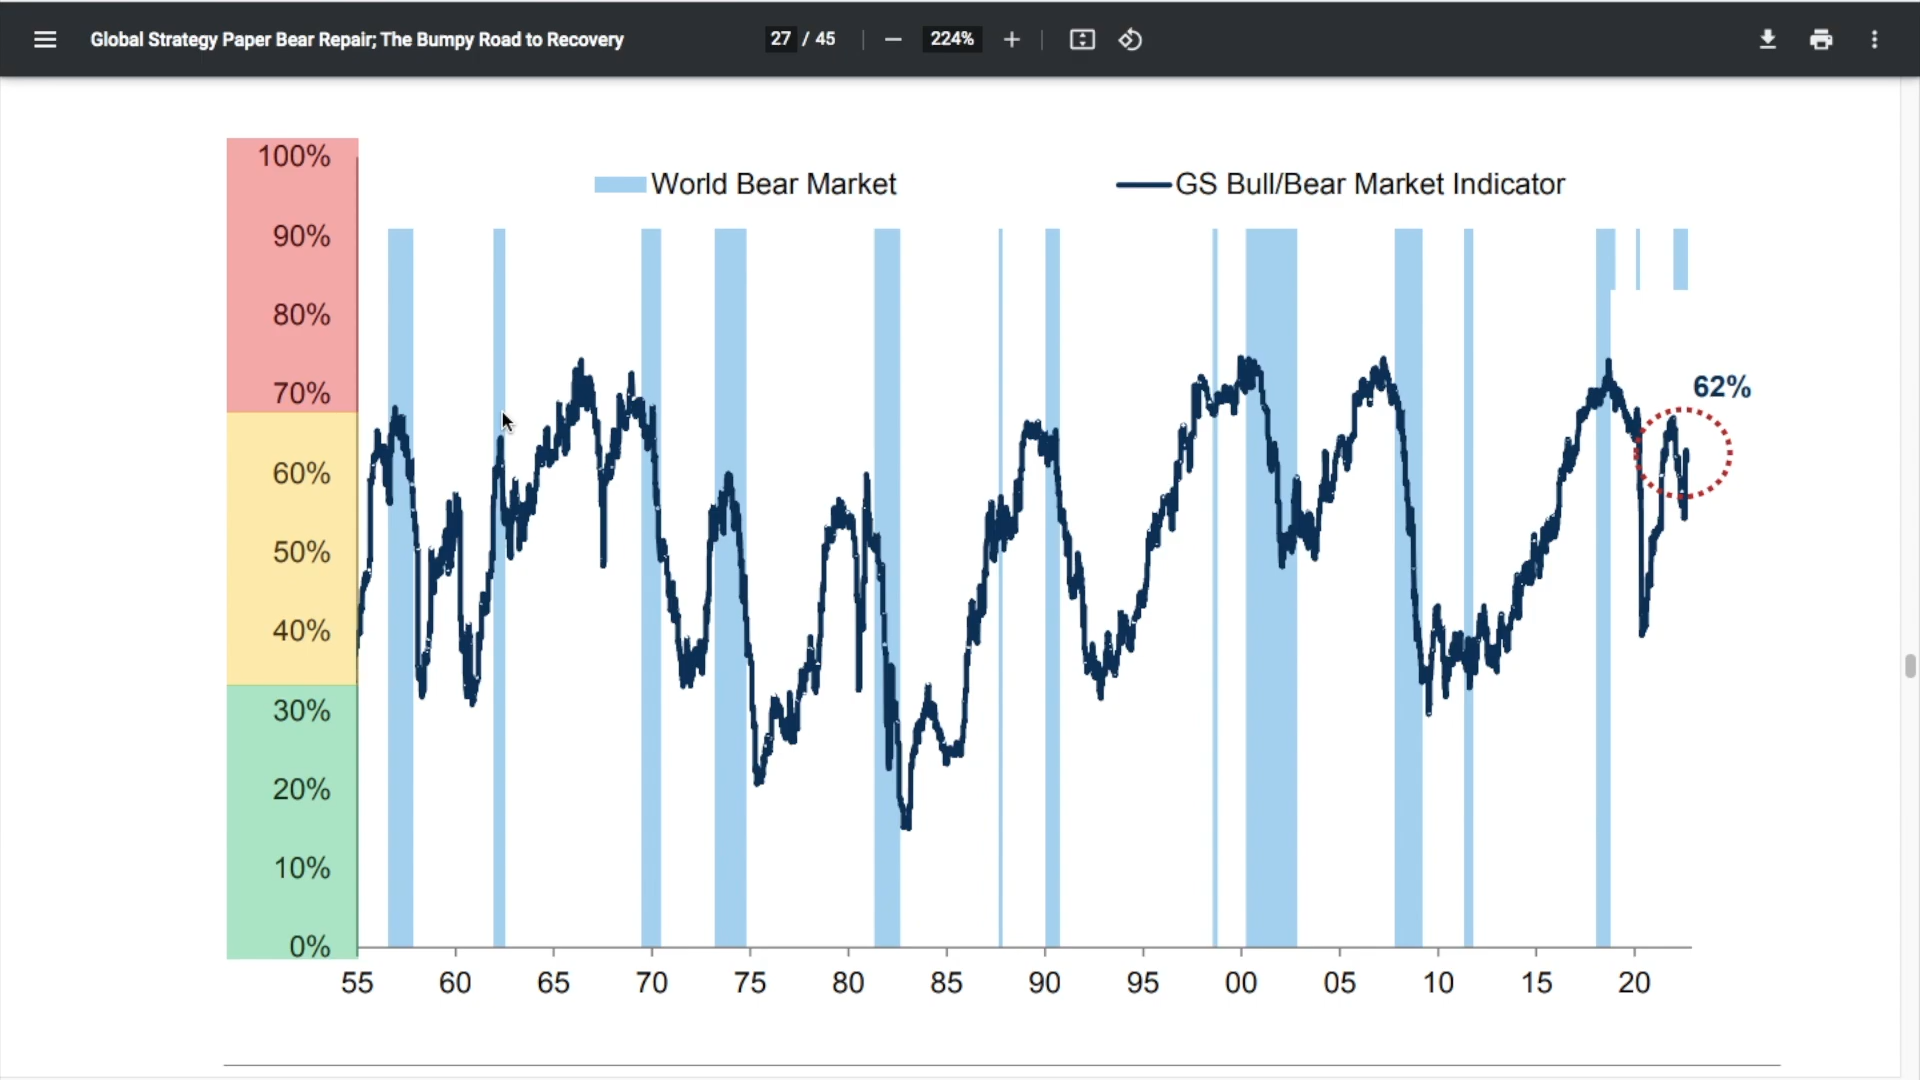 Global Strategy Paper Bear Repair; The Bumpy Road to Recovery
27 / 45
224%
World Bear Market
GS Bull/Bear Market Indicator
100%
90%
80%
70%
60%
50%
40%
30%
20%
10%
0%
62%
55 60 65 70 75 80 85 90 95 00 05 10 15 20